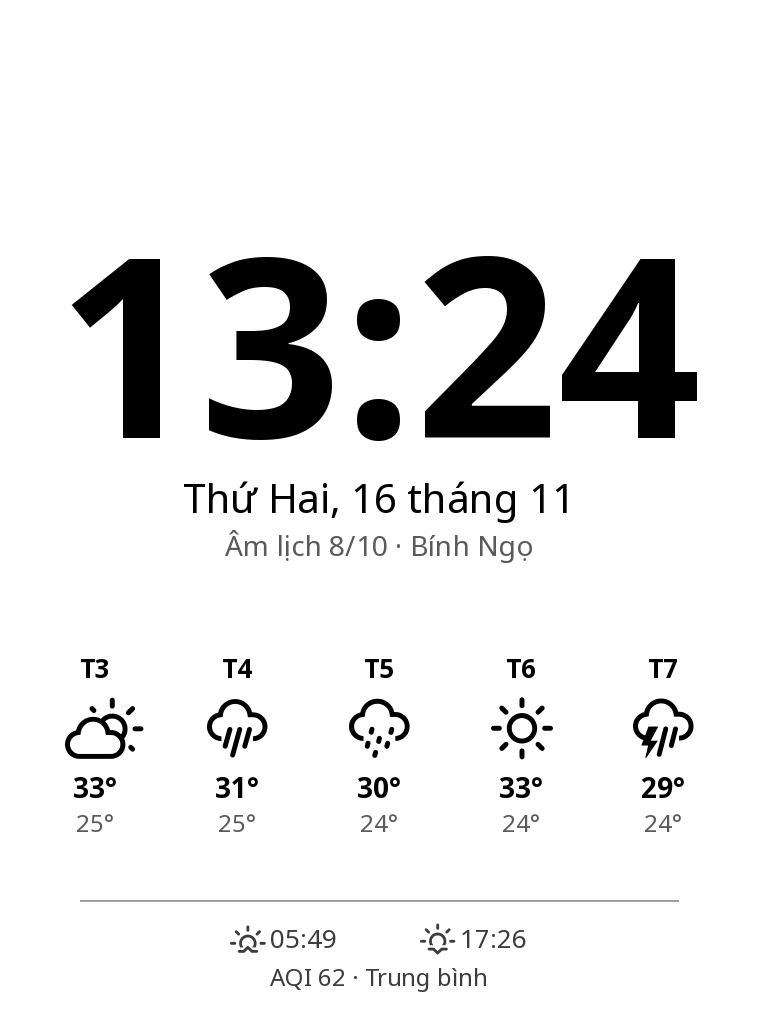 13:24
Thứ Hai, 16 tháng 11
Âm lịch 8/10 · Bính Ngọ
T3 T4 T5 T6 T7
33° 31° 30° 33° 29°
25° 25° 24° 24° 24°
05:49 17:26
AQI 62 · Trung bình